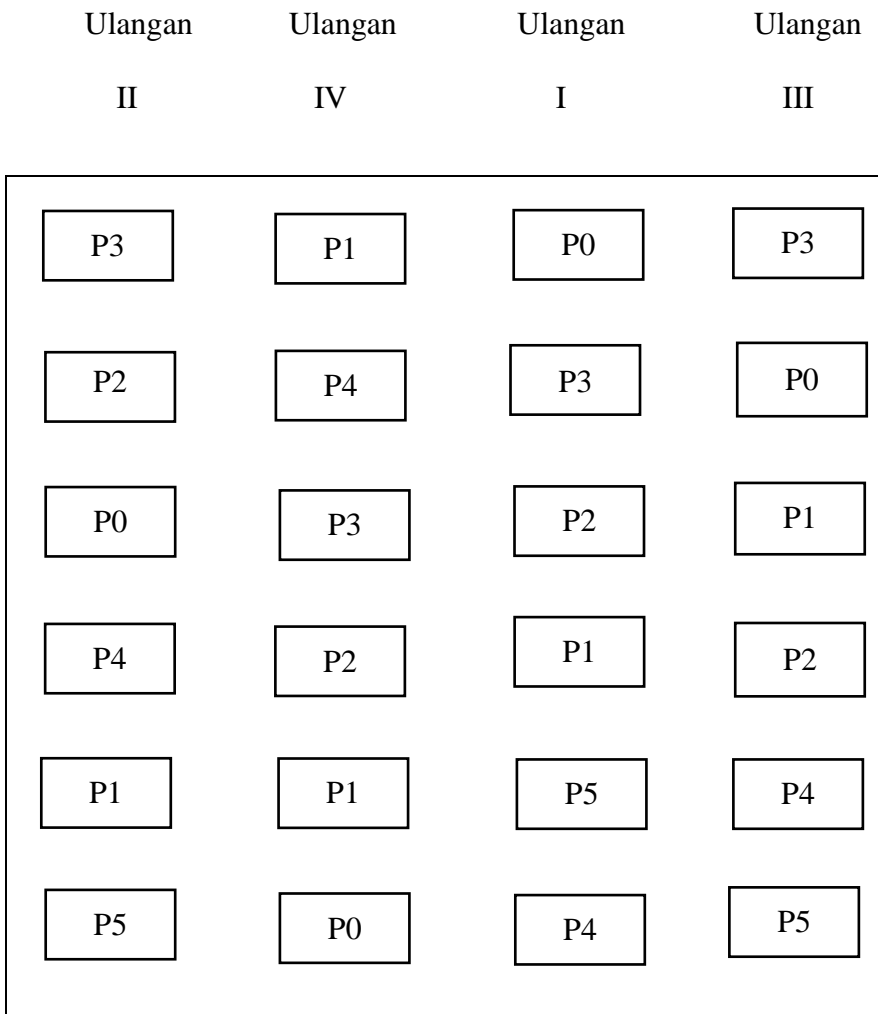 Ulangan Ulangan Ulangan Ulangan
II IV I III
P3 P1 P0 P3
P2 P4 P3 P0
P0 P3 P2 P1
P4 P2 P1 P2
P1 P1 P5 P4
P5 P0 P4 P5